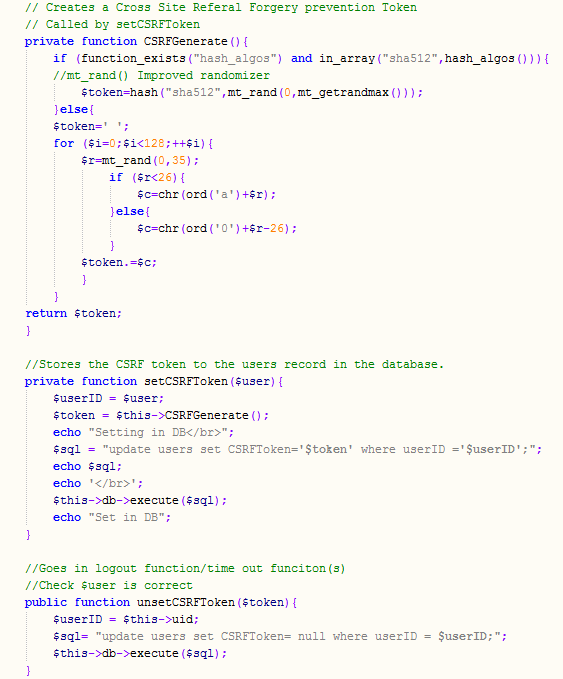 // Creates a Cross Site Referal Forgery prevention Token
// Called by setCSRFToken
private function CSRFGenerate(){
if (function_exists("hash_algos") and in_array("sha512",hash_algos())){
//mt_rand() Improved randomizer
$token=hash("sha512",mt_rand(0,mt_getrandmax()));
}else{
$token=' ';
for ($i=0;$i<128;++$i){
$r=mt_rand(0,35);
if ($r<26){
$c=chr(ord('a')+$r);
}else{
$c=chr(ord('0')+$r-26);
}
$token.=$c;
}
}
return $token;
}
//Stores the CSRF token to the users record in the database.
private function setCSRFToken($user){
$userID = $user;
$token = $this->CSRFGenerate();
echo "Setting in DB</br>";
$sql = "update users set CSRFToken='$token' where userID ='$userID';";
echo $sql;
echo '</br>';
$this->db->execute($sql);
echo "Set in DB";
}
//Goes in logout function/time out funciton(s)
//Check $user is correct
public function unsetCSRFToken($token){
$userID = $this->uid;
$sql= "update users set CSRFToken= null where userID = $userID;";
$this->db->execute($sql);
}